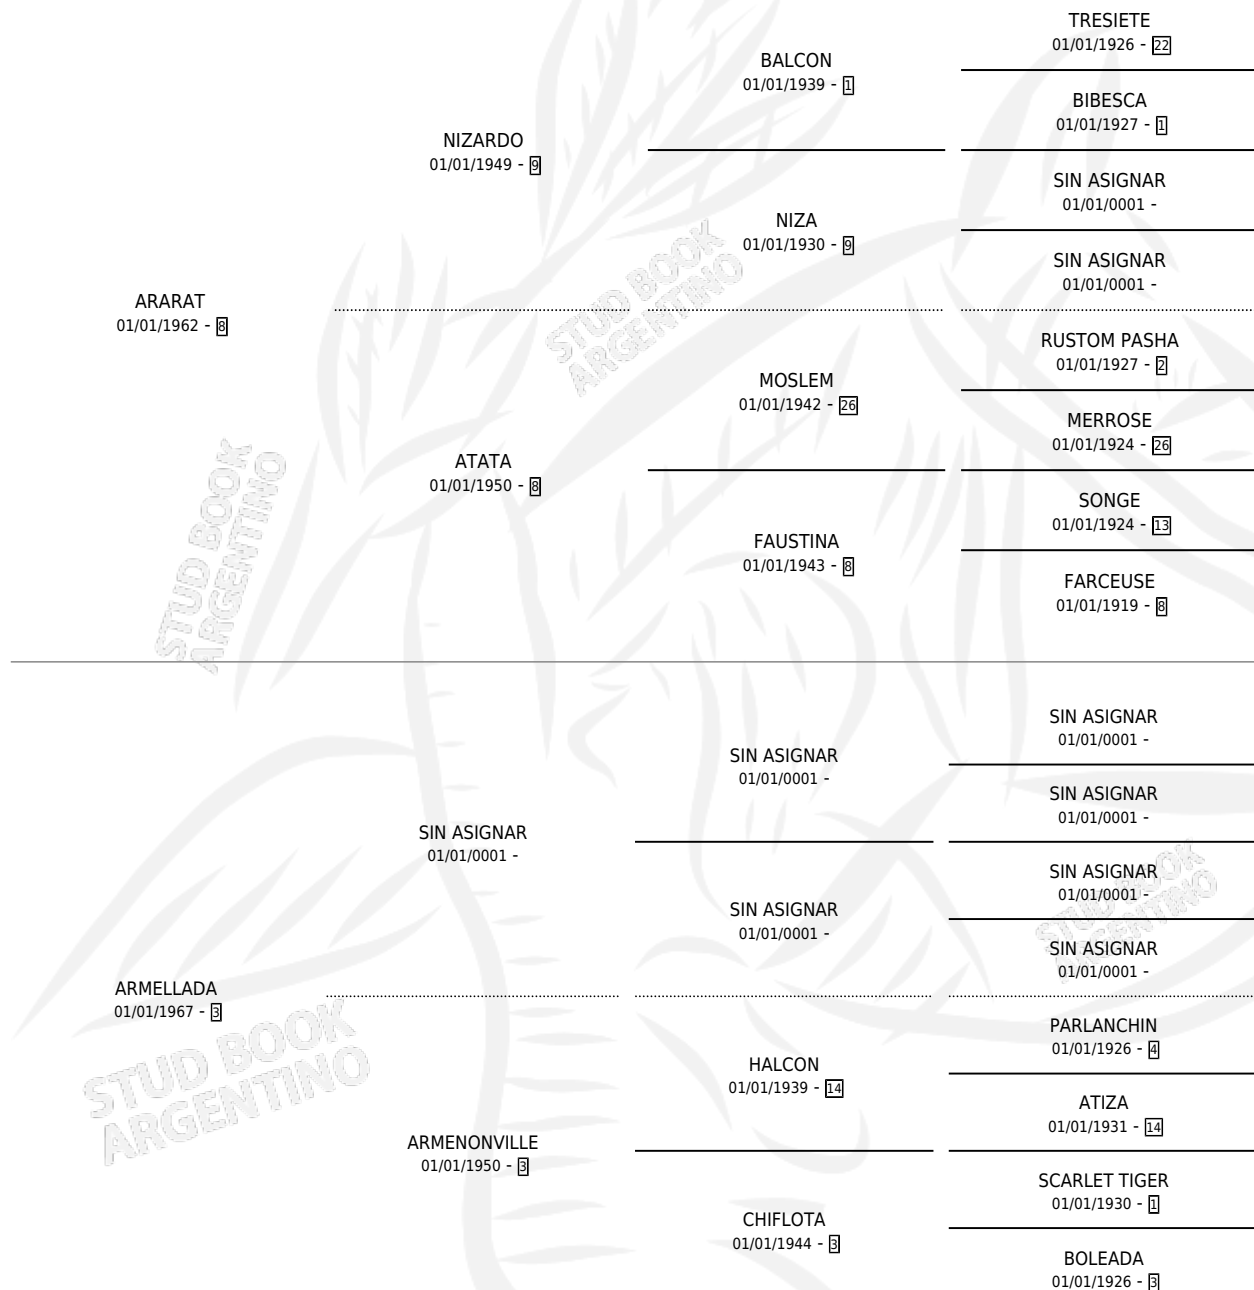 TRESIETE
01/01/1926 - 22
BALCON
01/01/1939 - 1
BIBESCA
01/01/1927 - 1
NIZARDO
01/01/1949 - 9
SIN ASIGNAR
01/01/0001 -
NIZA
01/01/1930 - 9
SIN ASIGNAR
01/01/0001 -
ARARAT
01/01/1962 - 8
STUD BOOK
ARGENTINO
RUSTOM PASHA
01/01/1927 - 2
MOSLEM
01/01/1942 - 26
MERROSE
01/01/1924 - 26
ATATA
01/01/1950 - 8
SONGE
01/01/1924 - 13
FAUSTINA
01/01/1943 - 8
FARCEUSE
01/01/1919 - 8
STUD BOOK
ARGENTINO
SIN ASIGNAR
01/01/0001 -
SIN ASIGNAR
01/01/0001 -
SIN ASIGNAR
01/01/0001 -
SIN ASIGNAR
01/01/0001 -
SIN ASIGNAR
01/01/0001 -
SIN ASIGNAR
01/01/0001 -
SIN ASIGNAR
01/01/0001 -
STUD BOOK
ARGENTINO
ARMELLADA
01/01/1967 - 3
STUD BOOK
ARGENTINO
PARLANCHIN
01/01/1926 - 4
HALCON
01/01/1939 - 14
ATIZA
01/01/1931 - 14
ARMENONVILLE
01/01/1950 - 3
SCARLET TIGER
01/01/1930 - 1
CHIFLOTA
01/01/1944 - 3
BOLEADA
01/01/1926 - 3